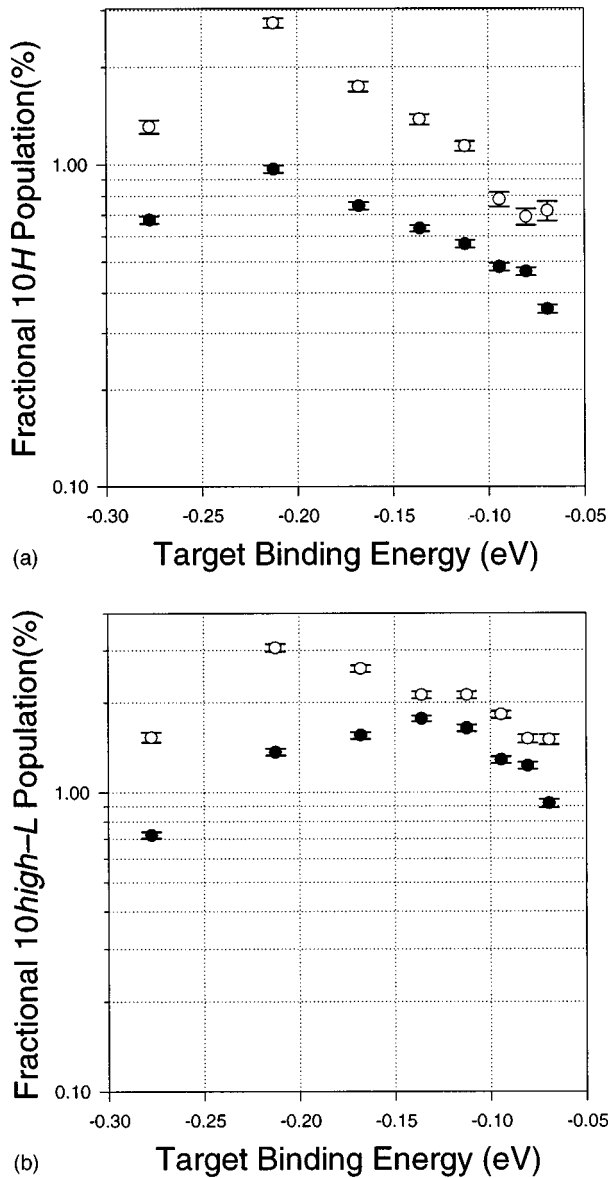 Fractional 10H Population(%)
1.00
0.10
-0.30 -0.25 -0.20 -0.15 -0.10 -0.05
(a) Target Binding Energy (eV)
Fractional 10high–L Population(%)
1.00
0.10
-0.30 -0.25 -0.20 -0.15 -0.10 -0.05
(b) Target Binding Energy (eV)